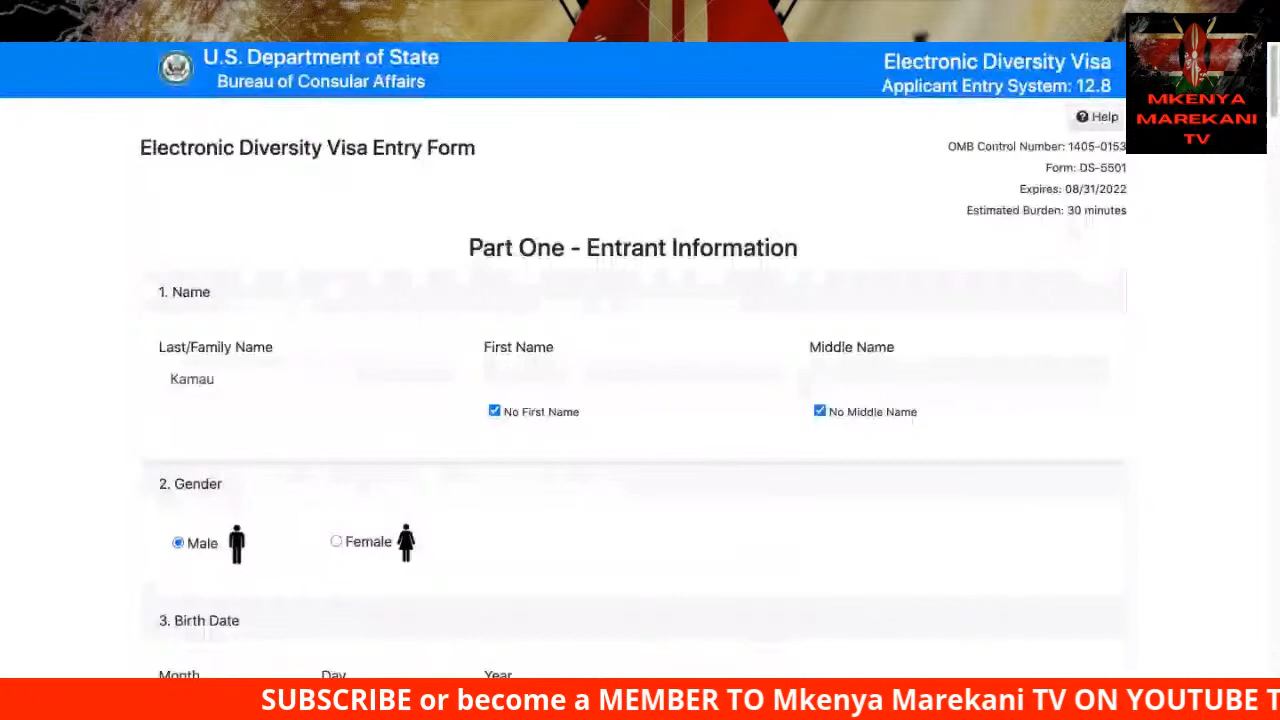 U.S. Department of State
Bureau of Consular Affairs
Electronic Diversity Visa
Applicant Entry System: 12.8
MKENYA
MAREKANI
TV
Help
Electronic Diversity Visa Entry Form
OMB Control Number: 1405-0153
Form: DS-5501
Expires: 08/31/2022
Estimated Burden: 30 minutes
Part One - Entrant Information
1. Name
Last/Family Name
First Name
Middle Name
Kamau
No First Name
No Middle Name
2. Gender
Male
Female
3. Birth Date
Month
Day
Year
SUBSCRIBE or become a MEMBER TO Mkenya Marekani TV ON YOUTUBE T